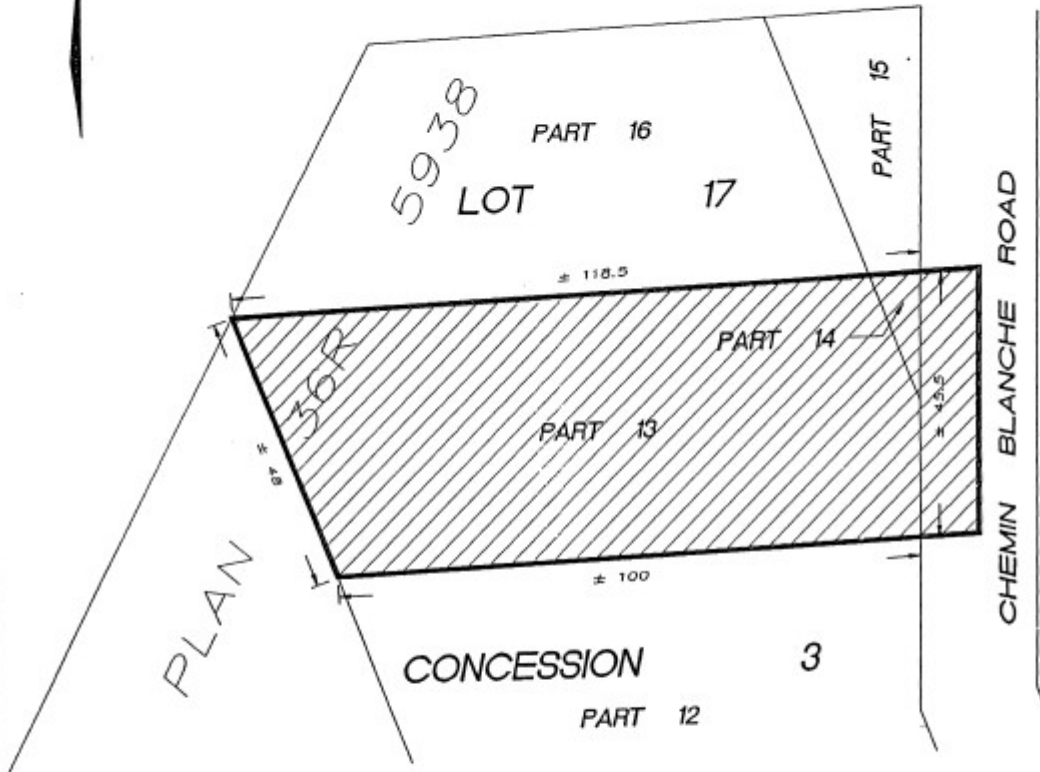 PART 15
PART 16
5938
LOT 17
± 118.5
CHEMIN BLANCHE ROAD
PART 14
36R
± 45.5
PART 13
± 48
± 100
PLAN
CONCESSION 3
PART 12